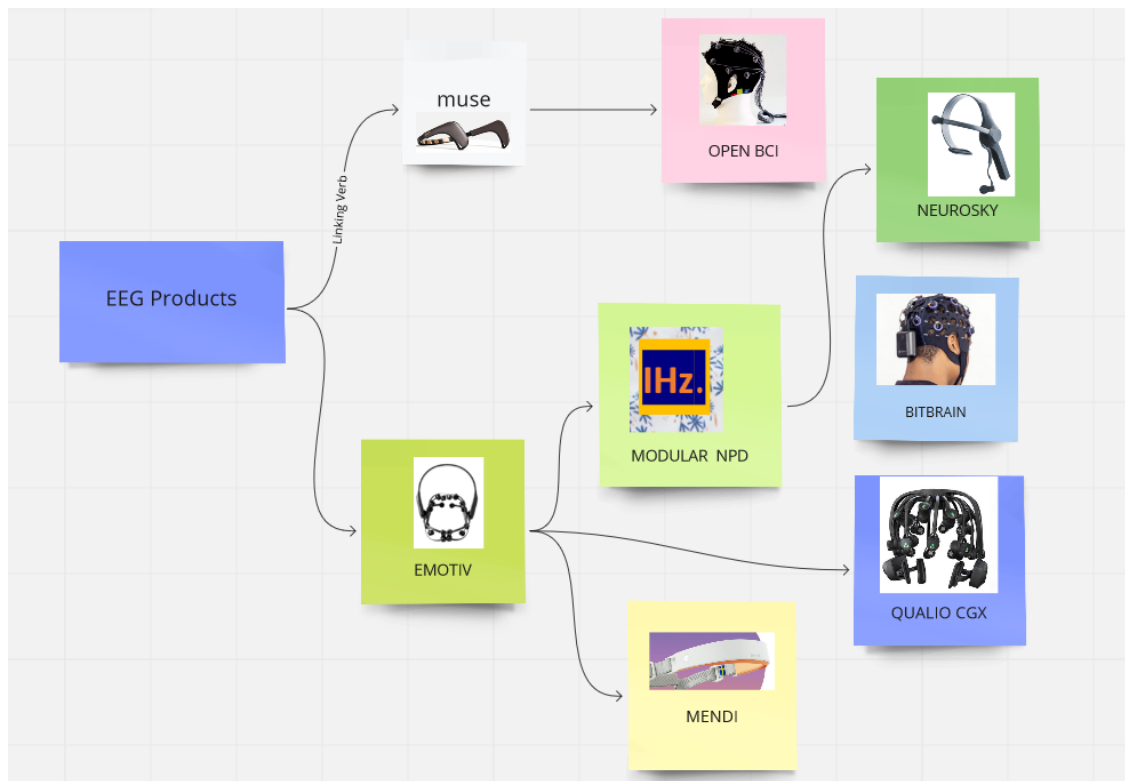 muse
OPEN BCI
NEUROSKY
Linking Verb
EEG Products
IHz.
MODULAR NPD
BITBRAIN
EMOTIV
QUALIO CGX
MENDI